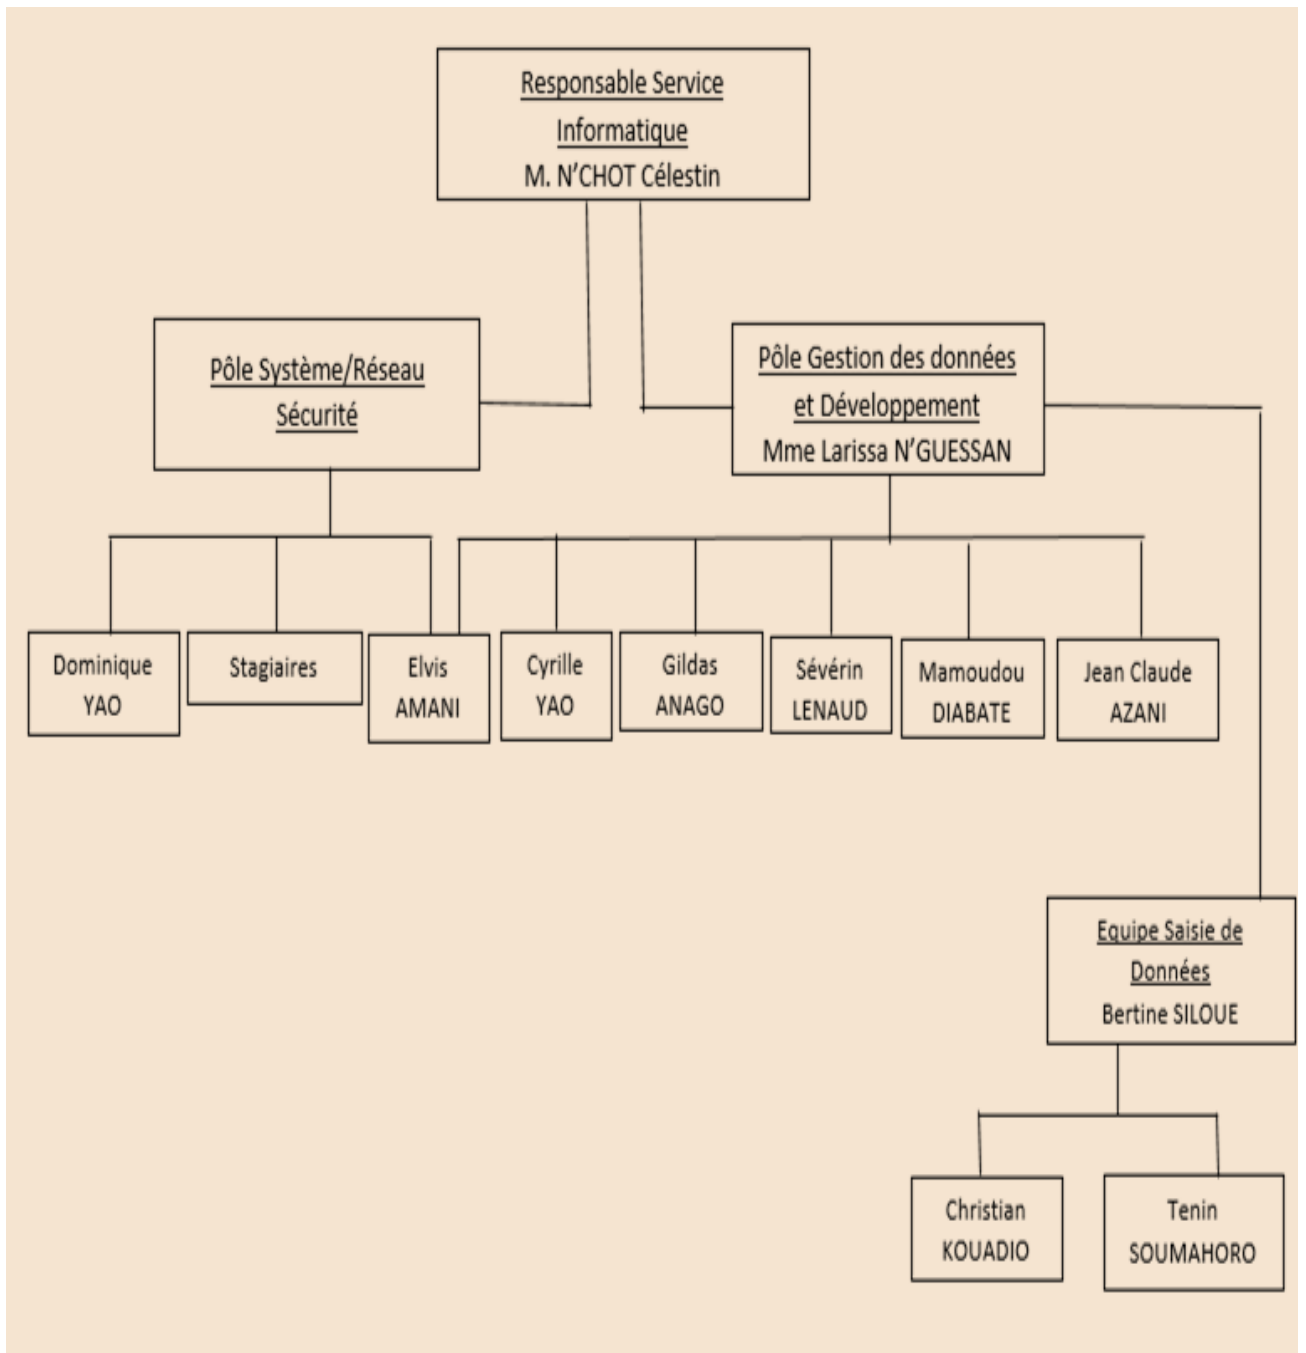 Responsable Service
Informatique
M. N'CHOT Célestin
Pôle Système/Réseau
Sécurité
Pôle Gestion des données
et Développement
Mme Larissa N'GUESSAN
Dominique
YAO
Stagiaires
Elvis
AMANI
Cyrille
YAO
Gildas
ANAGO
Sévérin
LENAUD
Mamoudou
DIABATE
Jean Claude
AZANI
Equipe Saisie de
Données
Bertine SILOUE
Christian
KOUADIO
Tenin
SOUMAHORO